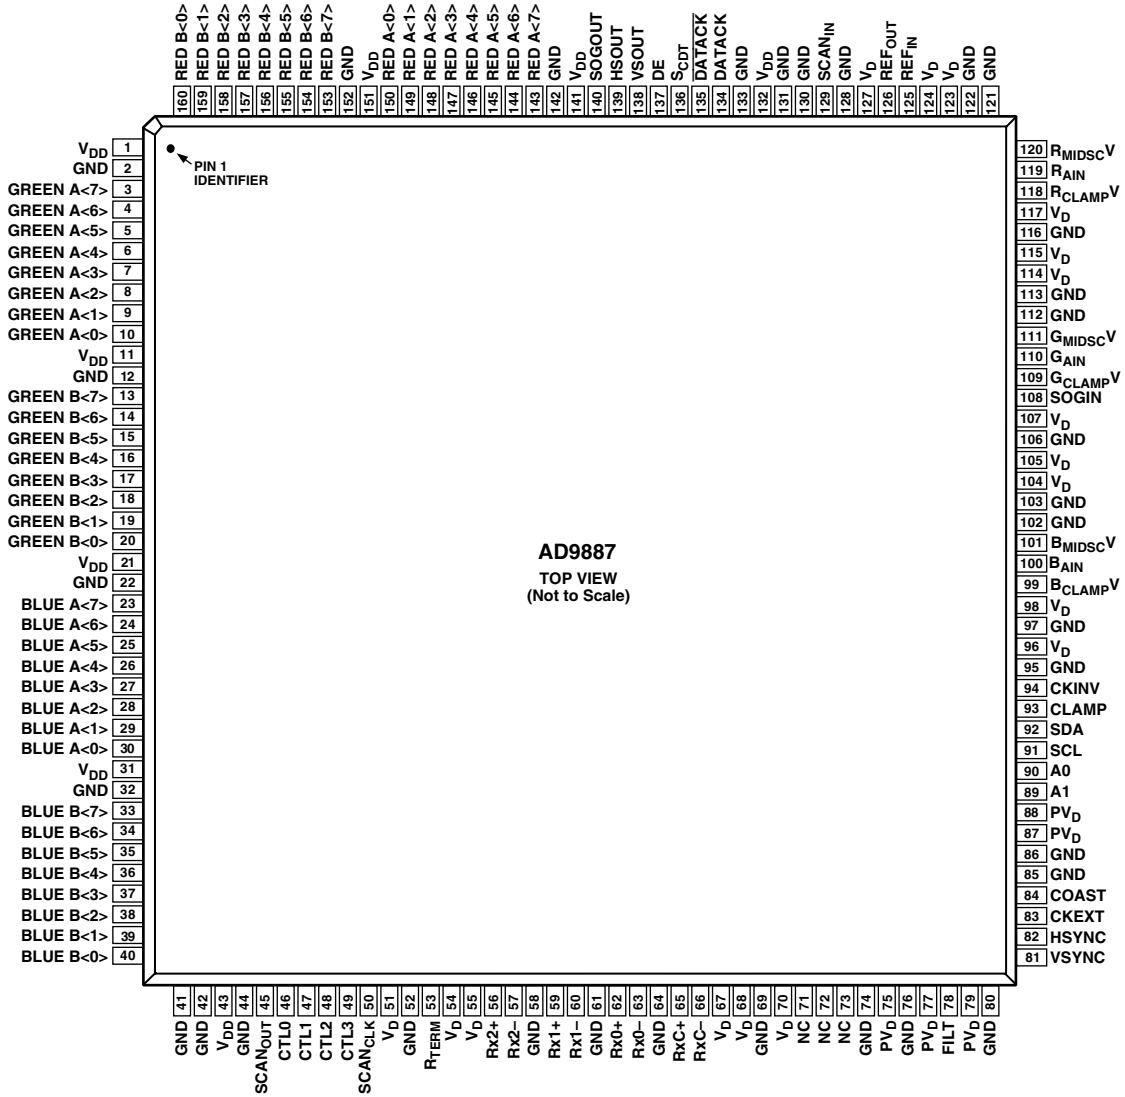 RED B<0>
RED B<1>
RED B<2>
RED B<3>
RED B<4>
RED B<5>
RED B<6>
RED B<7>
GND
VDD
RED A<0>
RED A<1>
RED A<2>
RED A<3>
RED A<4>
RED A<5>
RED A<6>
RED A<7>
GND
VDD
SOGOUT
HSOUT
VSOUT
DE
SCDT
DATACK
DATACK
GND
VDD
GND
GND
SCANIN
GND
VD
REFOUT
REFIN
VD
VD
GND
GND
160 159 158 157 156 155 154 153 152 151 150 149 148 147 146 145 144 143 142 141 140 139 138 137 136 135 134 133 132 131 130 129 128 127 126 125 124 123 122 121
VDD 1
GND 2
GREEN A<7> 3
GREEN A<6> 4
GREEN A<5> 5
GREEN A<4> 6
GREEN A<3> 7
GREEN A<2> 8
GREEN A<1> 9
GREEN A<0> 10
VDD 11
GND 12
GREEN B<7> 13
GREEN B<6> 14
GREEN B<5> 15
GREEN B<4> 16
GREEN B<3> 17
GREEN B<2> 18
GREEN B<1> 19
GREEN B<0> 20
VDD 21
GND 22
BLUE A<7> 23
BLUE A<6> 24
BLUE A<5> 25
BLUE A<4> 26
BLUE A<3> 27
BLUE A<2> 28
BLUE A<1> 29
BLUE A<0> 30
VDD 31
GND 32
BLUE B<7> 33
BLUE B<6> 34
BLUE B<5> 35
BLUE B<4> 36
BLUE B<3> 37
BLUE B<2> 38
BLUE B<1> 39
BLUE B<0> 40
PIN 1
IDENTIFIER
AD9887
TOP VIEW
(Not to Scale)
120 RMIDSCV
119 RAIN
118 RCLAMPV
117 VD
116 GND
115 VD
114 VD
113 GND
112 GND
111 GMIDSCV
110 GAIN
109 GCLAMPV
108 SOGIN
107 VD
106 GND
105 VD
104 VD
103 GND
102 GND
101 BMIDSCV
100 BAIN
99 BCLAMPV
98 VD
97 GND
96 VD
95 GND
94 CKINV
93 CLAMP
92 SDA
91 SCL
90 A0
89 A1
88 PVD
87 PVD
86 GND
85 GND
84 COAST
83 CKEXT
82 HSYNC
81 VSYNC
41 42 43 44 45 46 47 48 49 50 51 52 53 54 55 56 57 58 59 60 61 62 63 64 65 66 67 68 69 70 71 72 73 74 75 76 77 78 79 80
GND
GND
VDD
GND
SCANOUT
CTL0
CTL1
CTL2
CTL3
SCANCLK
VD
GND
RTERM
VD
VD
Rx2+
Rx2–
GND
Rx1+
Rx1–
GND
Rx0+
Rx0–
GND
RxC+
RxC–
VD
VD
GND
VD
NC
NC
NC
GND
PVD
GND
PVD
FILT
PVD
GND